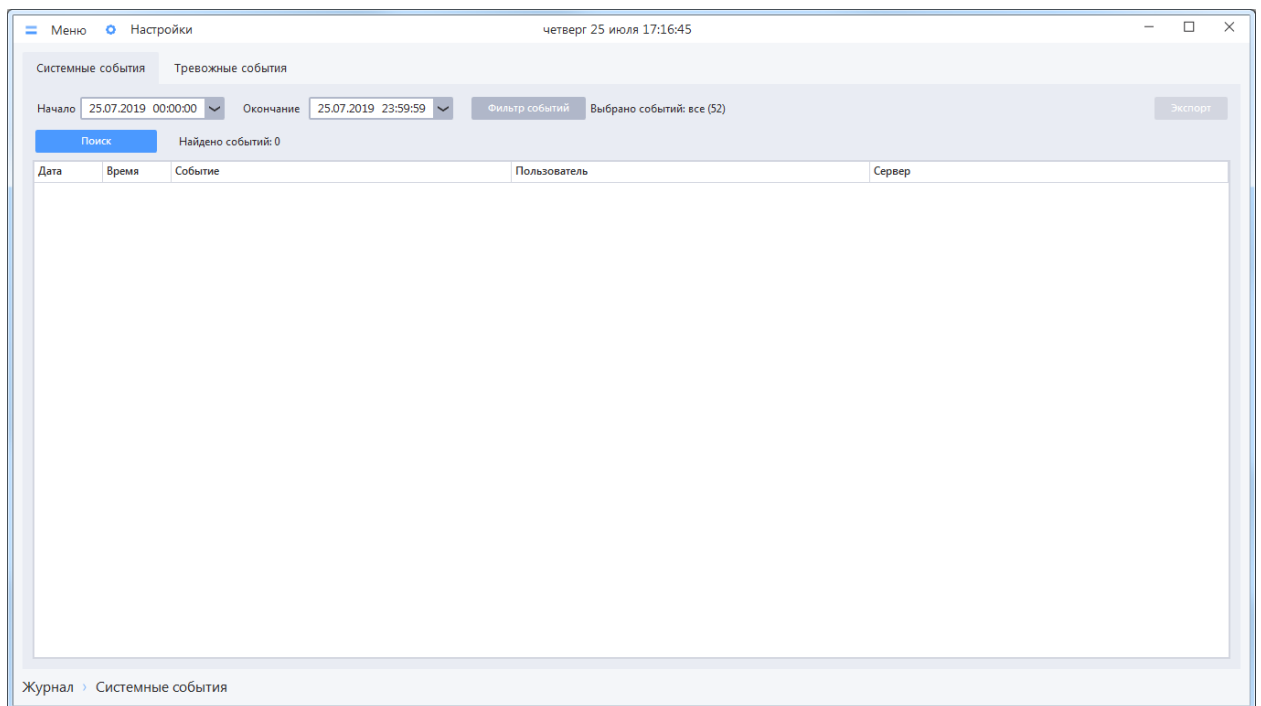 Меню Настройки четверг 25 июля 17:16:45
Системные события Тревожные события
Начало 25.07.2019 00:00:00 Окончание 25.07.2019 23:59:59 Фильтр событий Выбрано событий: все (52) Экспорт
Поиск Найдено событий: 0
Дата Время Событие Пользователь Сервер
Журнал › Системные события